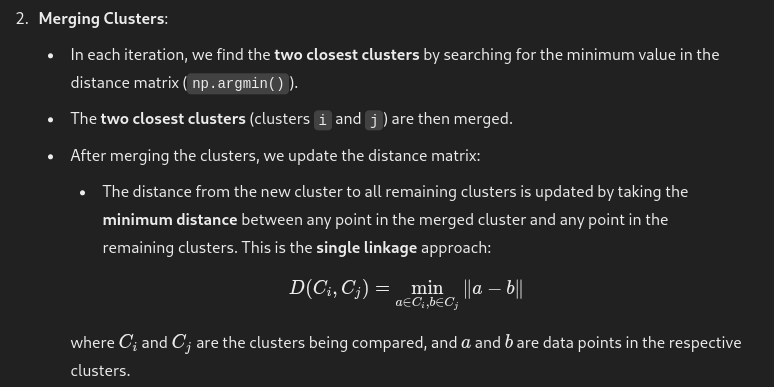 2. Merging Clusters:
• In each iteration, we find the two closest clusters by searching for the minimum value in the
distance matrix ( np.argmin() ).
• The two closest clusters (clusters i and j ) are then merged.
• After merging the clusters, we update the distance matrix:
• The distance from the new cluster to all remaining clusters is updated by taking the
minimum distance between any point in the merged cluster and any point in the
remaining clusters. This is the single linkage approach:
D(C_i, C_j) = min_{a∈C_i, b∈C_j} ‖a − b‖
where C_i and C_j are the clusters being compared, and a and b are data points in the respective
clusters.